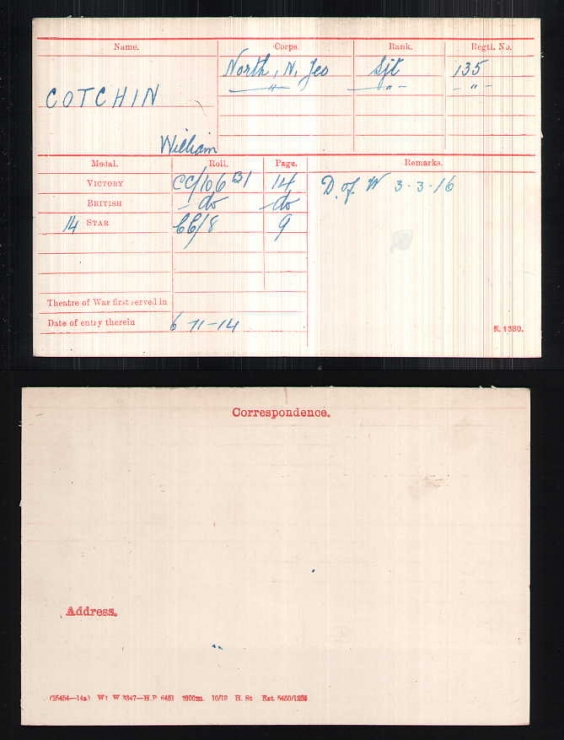 Name. Corps. Rank. Regtl. No.
North, N, Yeo Sjt 135
— " — — " — — " —
COTCHIN
William
Medal. Roll. Page. Remarks.
VICTORY CC/106 B1 14 D. of W 3-3-16
BRITISH - do -do
14 STAR CC/8 9
Theatre of War first served in
Date of entry therein 6-11-14
K. 1380.
Correspondence.
Address.